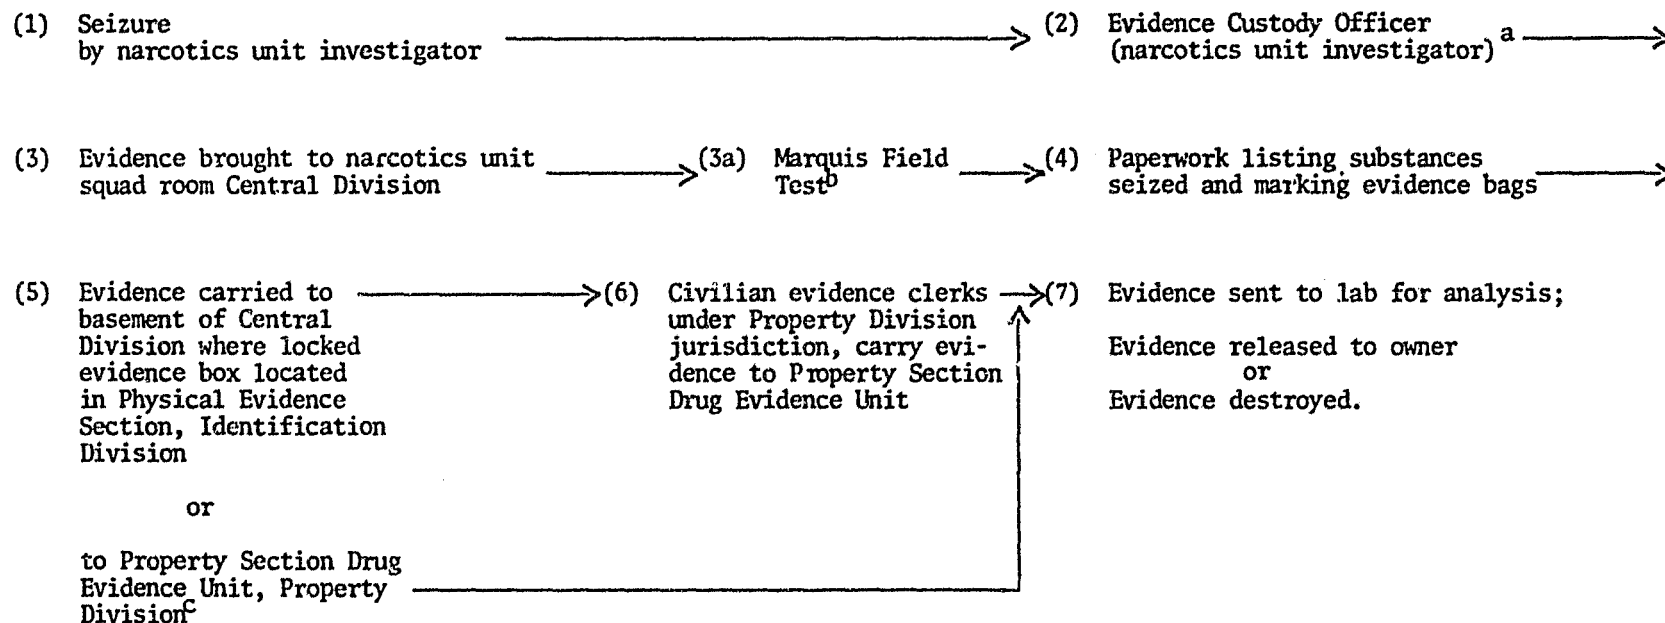 (1) Seizure
by narcotics unit investigator
(2) Evidence Custody Officer
(narcotics unit investigator) a
(3) Evidence brought to narcotics unit
squad room Central Division
(3a) Marquis Field
Test b
(4) Paperwork listing substances
seized and marking evidence bags
(5) Evidence carried to
basement of Central
Division where locked
evidence box located
in Physical Evidence
Section, Identification
Division
or
to Property Section Drug
Evidence Unit, Property
Division c
(6) Civilian evidence clerks
under Property Division
jurisdiction, carry evi-
dence to Property Section
Drug Evidence Unit
(7) Evidence sent to lab for analysis;
Evidence released to owner
or
Evidence destroyed.